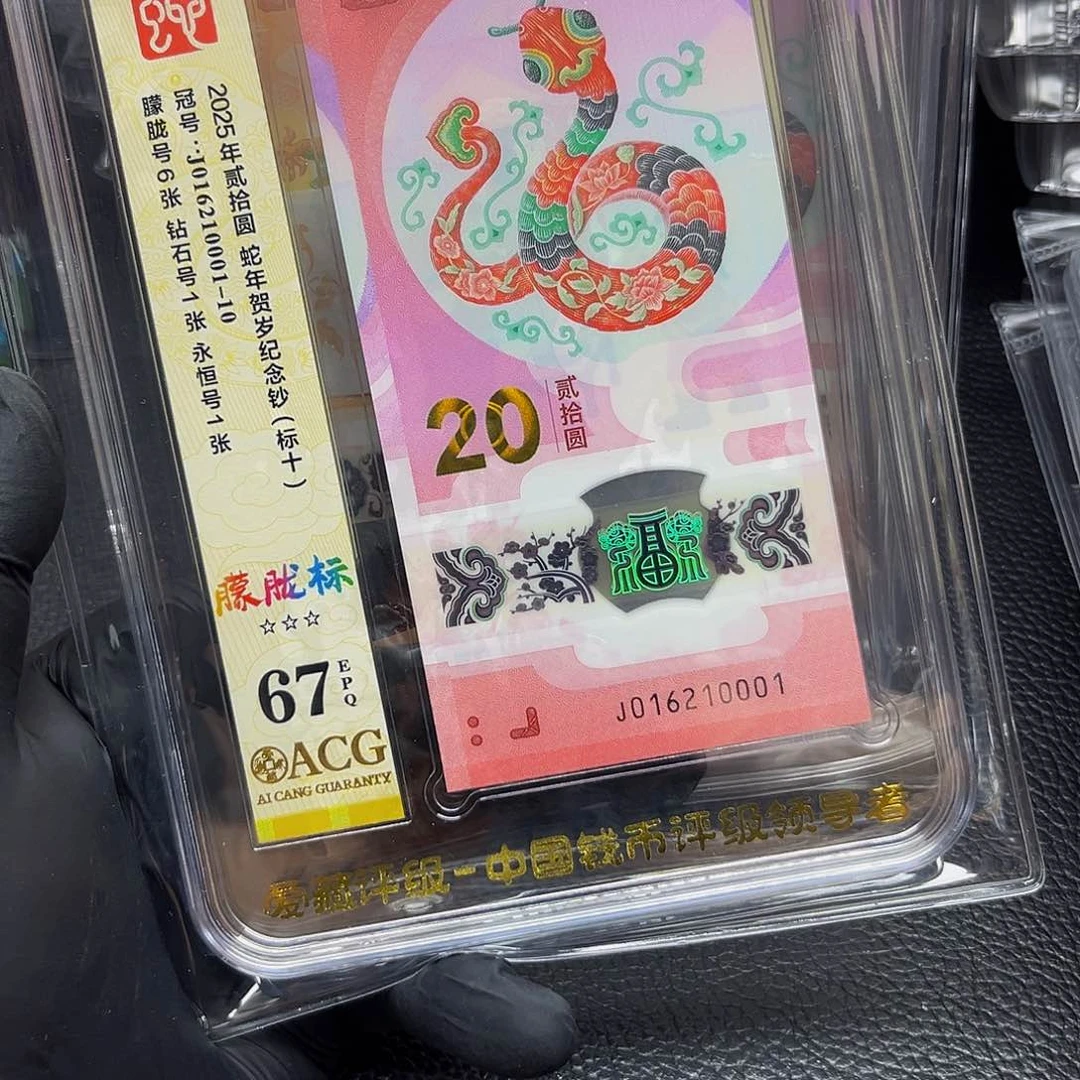 2025年贰拾圆 蛇年贺岁纪念钞（标十）
冠号：J016210001-10
朦胧号6张 钻石号1张 永恒号1张
朦胧标
☆☆☆
67 EPQ
ACG
AI CANG GUARANTY
20 贰拾圆
J016210001
爱藏评级-中国钱币评级领导者